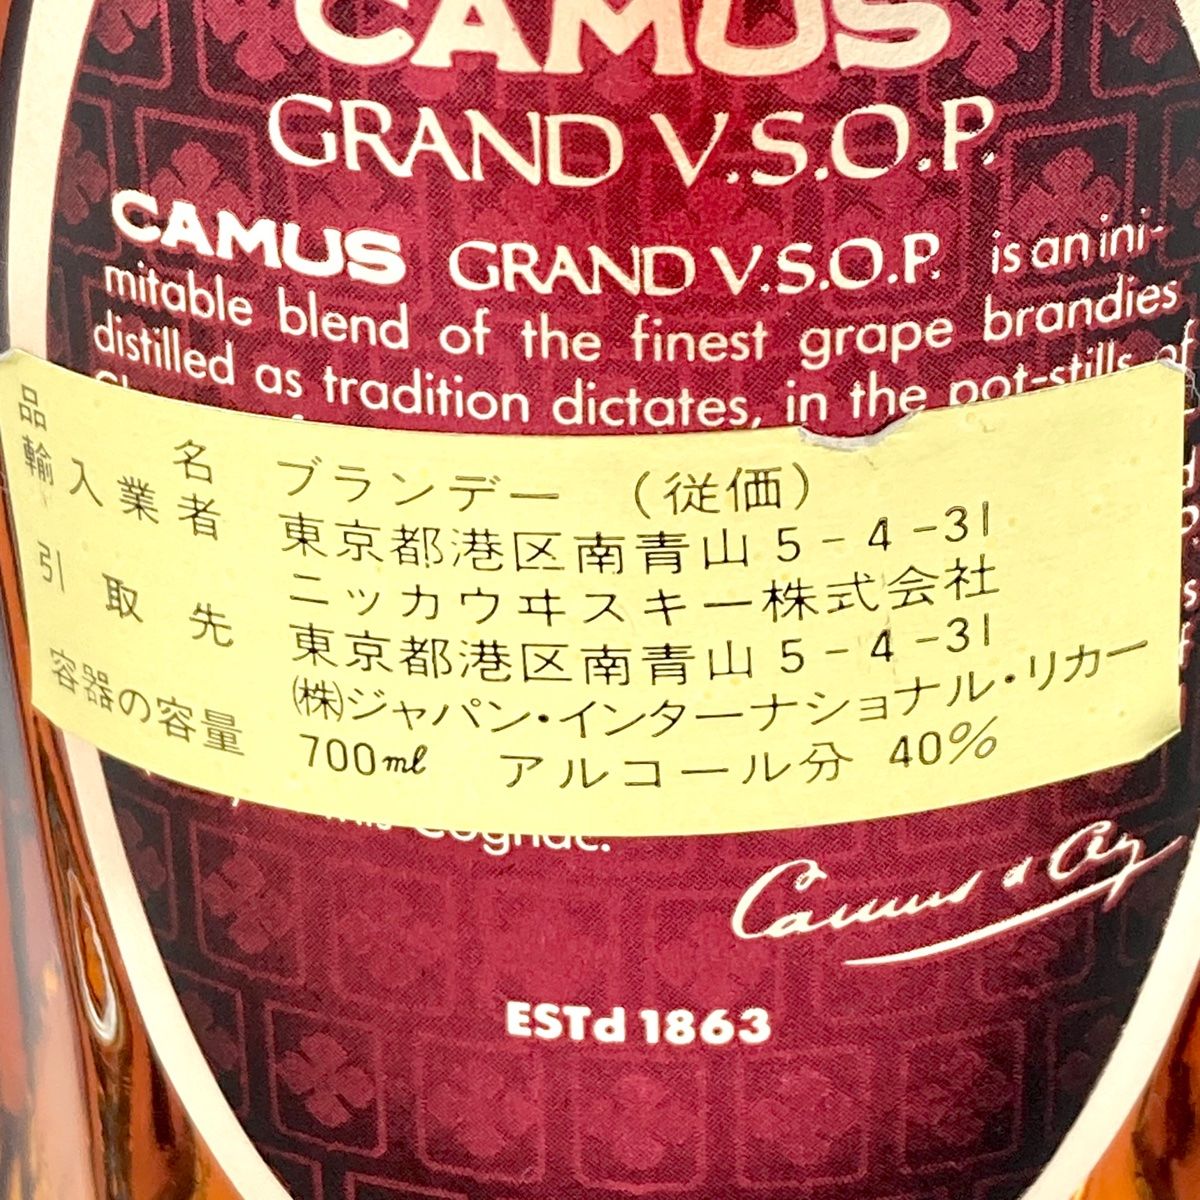 CAMUS
GRAND V.S.O.P.
CAMUS GRAND V.S.O.P. is an ini-
mitable blend of the finest grape brandies
distilled as tradition dictates, in the pot-stills of
品名 ブランデー (従価)
輸入業者 東京都港区南青山5-4-31
ニッカウヰスキー株式会社
引取先 東京都港区南青山5-4-31
㈱ジャパン・インターナショナル・リカー
容器の容量 700ml アルコール分 40%
Cognac.
Camus & Cie
ESTd 1863